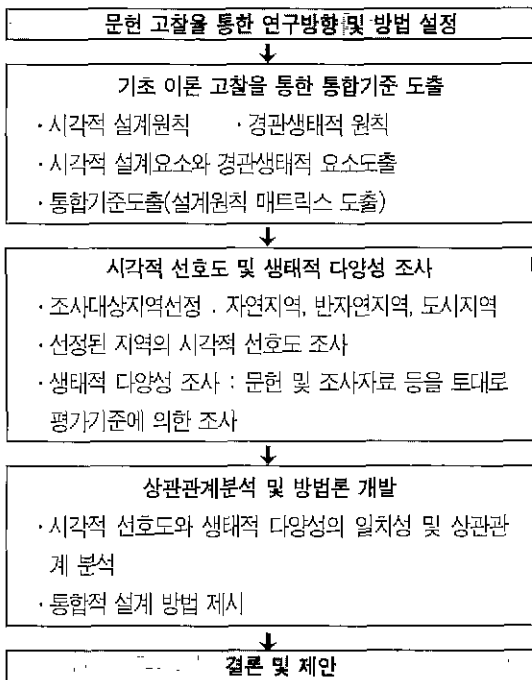 문헌 고찰을 통한 연구방향 및 방법 설정
기초 이론 고찰을 통한 통합기준 도출
· 시각적 설계원칙 · 경관생태적 원칙
· 시각적 설계요소와 경관생태적 요소도출
· 통합기준도출(설계원칙 매트릭스 도출)
시각적 선호도 및 생태적 다양성 조사
· 조사대상지역선정 . 자연지역, 반자연지역, 도시지역
· 선정된 지역의 시각적 선호도 조사
· 생태적 다양성 조사 : 문헌 및 조사자료 등을 토대로
평가기준에 의한 조사
상관관계분석 및 방법론 개발
· 시각적 선호도와 생태적 다양성의 일치성 및 상관관
계 분석
· 통합적 설계 방법 제시
결론 및 제안